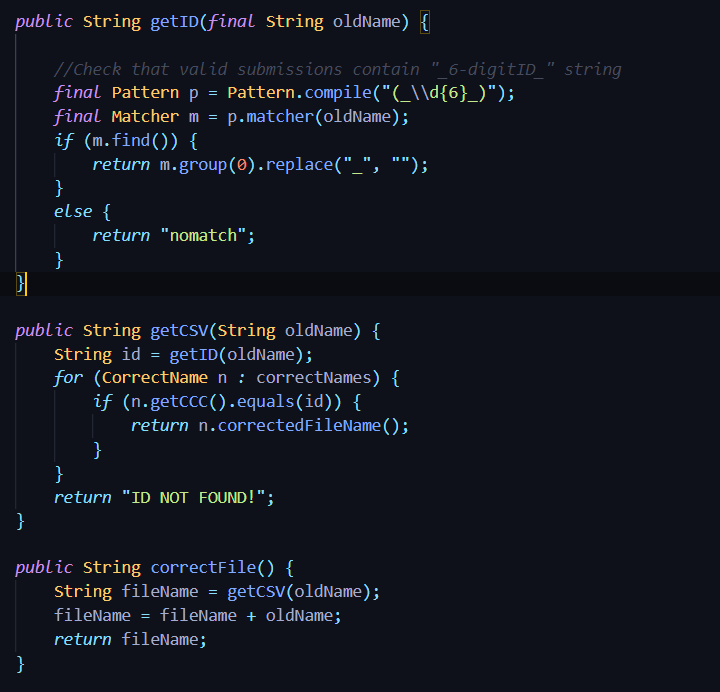 public String getID(final String oldName) {
//Check that valid submissions contain "_6-digitID_" string
final Pattern p = Pattern.compile("(_\\d{6}_)");
final Matcher m = p.matcher(oldName);
if (m.find()) {
return m.group(0).replace("_", "");
}
else {
return "nomatch";
}
}
public String getCSV(String oldName) {
String id = getID(oldName);
for (CorrectName n : correctNames) {
if (n.getCCC().equals(id)) {
return n.correctedFileName();
}
}
return "ID NOT FOUND!";
}
public String correctFile() {
String fileName = getCSV(oldName);
fileName = fileName + oldName;
return fileName;
}